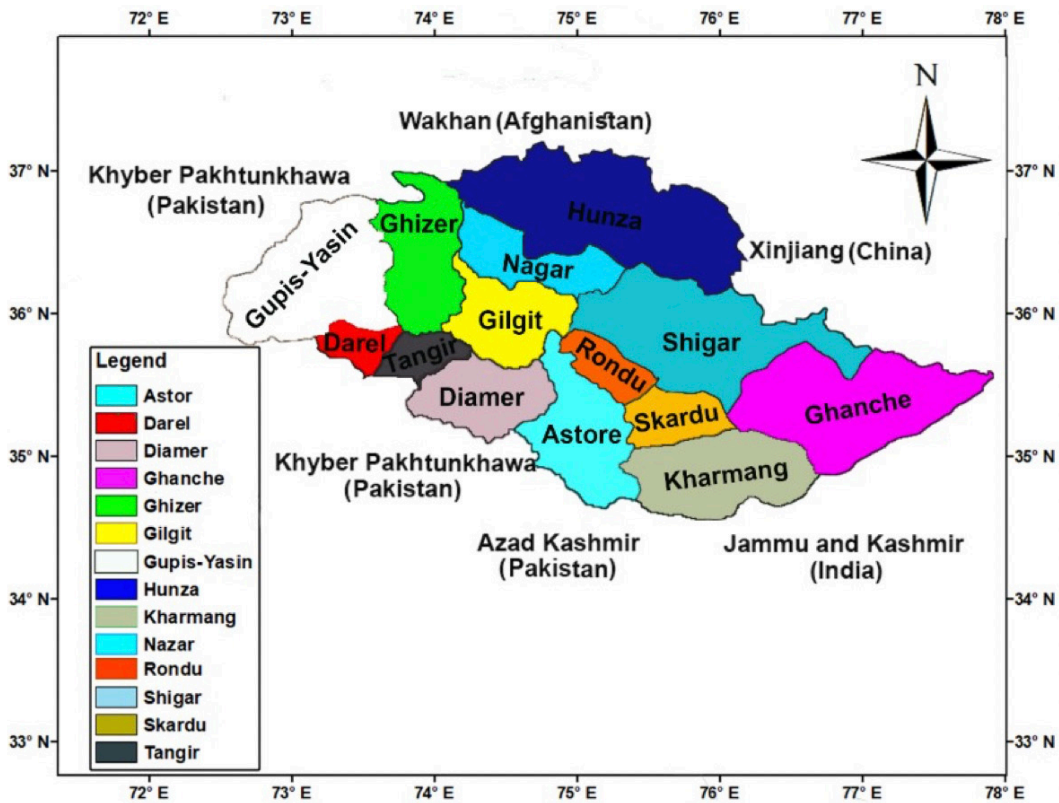 72° E 73° E 74° E 75° E 76° E 77° E 78° E
N
Wakhan (Afghanistan)
37° N
37° N
Khyber Pakhtunkhawa
(Pakistan)
Ghizer
Hunza
Gupis-Yasin
Nagar
Xinjiang (China)
36° N
36° N
Gilgit
Shigar
Darel
Tangir
Rondu
Diamer
Skardu
Ghanche
Astore
Kharmang
35° N
35° N
Khyber Pakhtunkhawa
(Pakistan)
Azad Kashmir
(Pakistan)
Jammu and Kashmir
(India)
34° N
34° N
33° N
33° N
Legend
Astor
Darel
Diamer
Ghanche
Ghizer
Gilgit
Gupis-Yasin
Hunza
Kharmang
Nazar
Rondu
Shigar
Skardu
Tangir
72° E 73° E 74° E 75° E 76° E 77° E 78° E